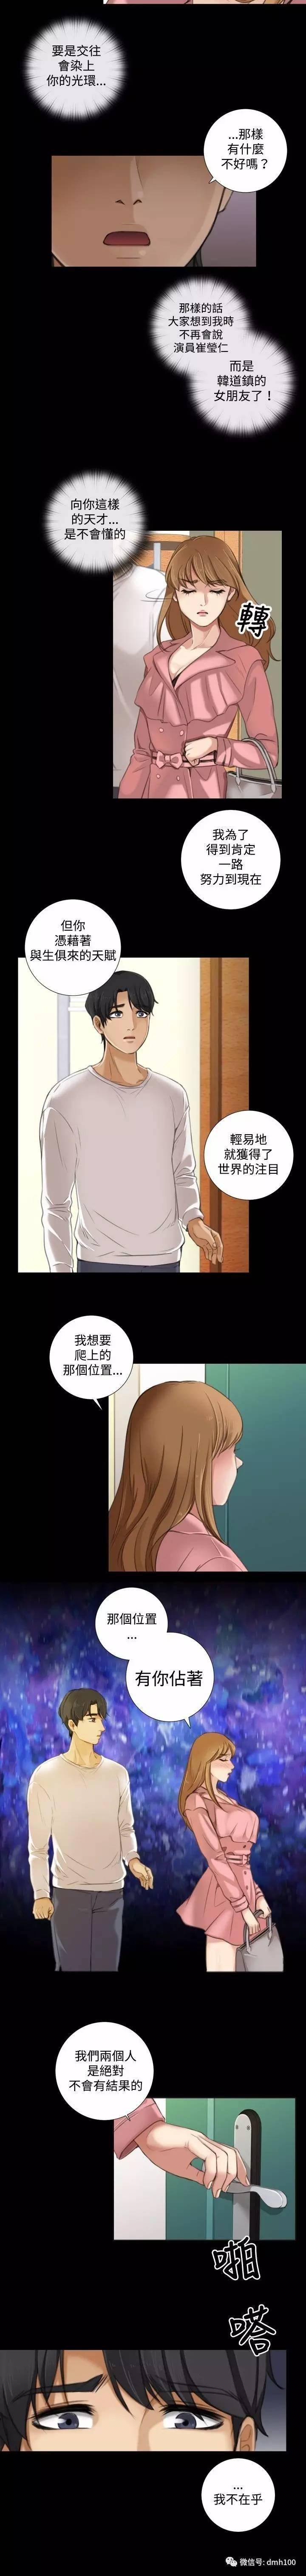 要是交往
會染上
你的光環...
...那樣
有什麼
不好嗎？
那樣的話
大家想到我時
不再會說
演員崔瑩仁
而是
韓道鎮的
女朋友了！
向你這樣
的天才...
是不會懂的
轉
我為了
得到肯定
一路
努力到現在
但你
憑藉著
與生俱來的天賦
輕易地
就獲得了
世界的注目
我想要
爬上的
那個位置...
那個位置
...
有你佔著
我們兩個人
是絕對
不會有結果的
啪
嗒
...
我不在乎
微信号: dmh100